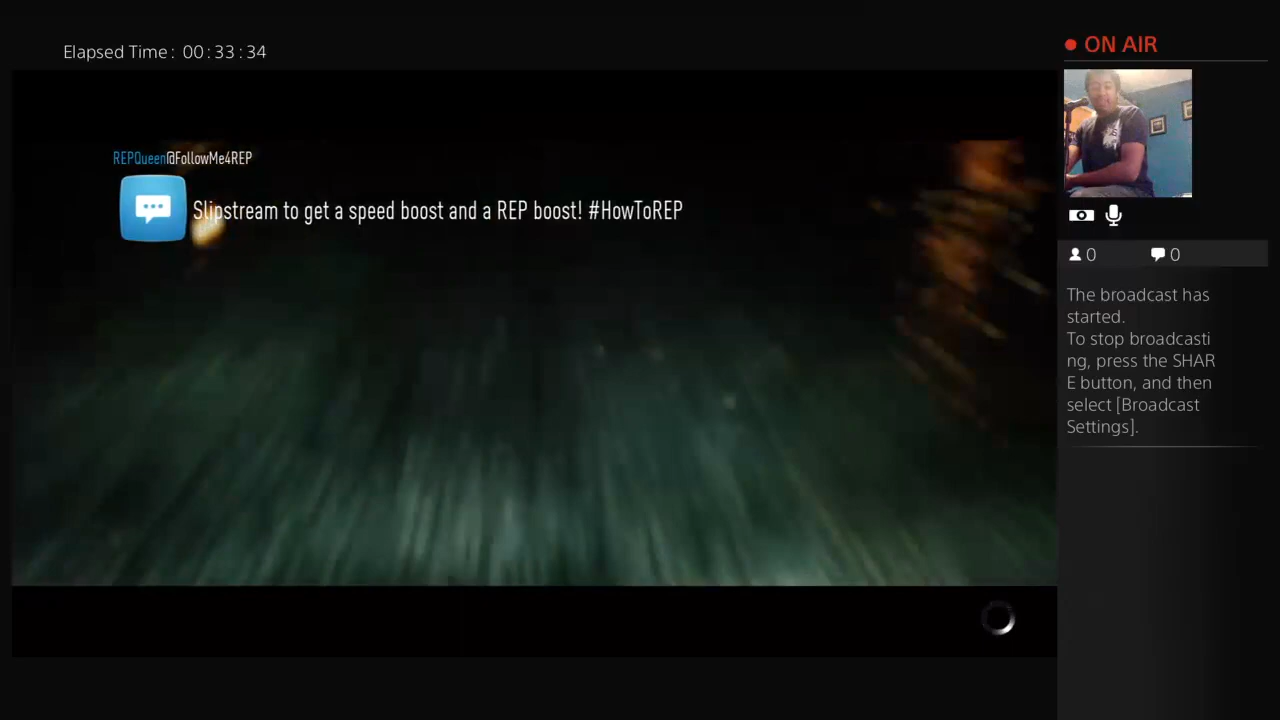 Elapsed Time: 00:33:34
ON AIR
REPQueen@FollowMe4REP
Slipstream to get a speed boost and a REP boost! #HowToREP
0 0
The broadcast has
started.
To stop broadcasti
ng, press the SHAR
E button, and then
select [Broadcast
Settings].